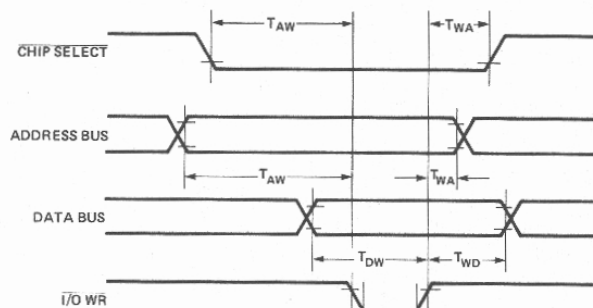 TAW
TWA
CHIP SELECT
ADDRESS BUS
TAW
TWA
DATA BUS
TDW
TWD
I/O WR